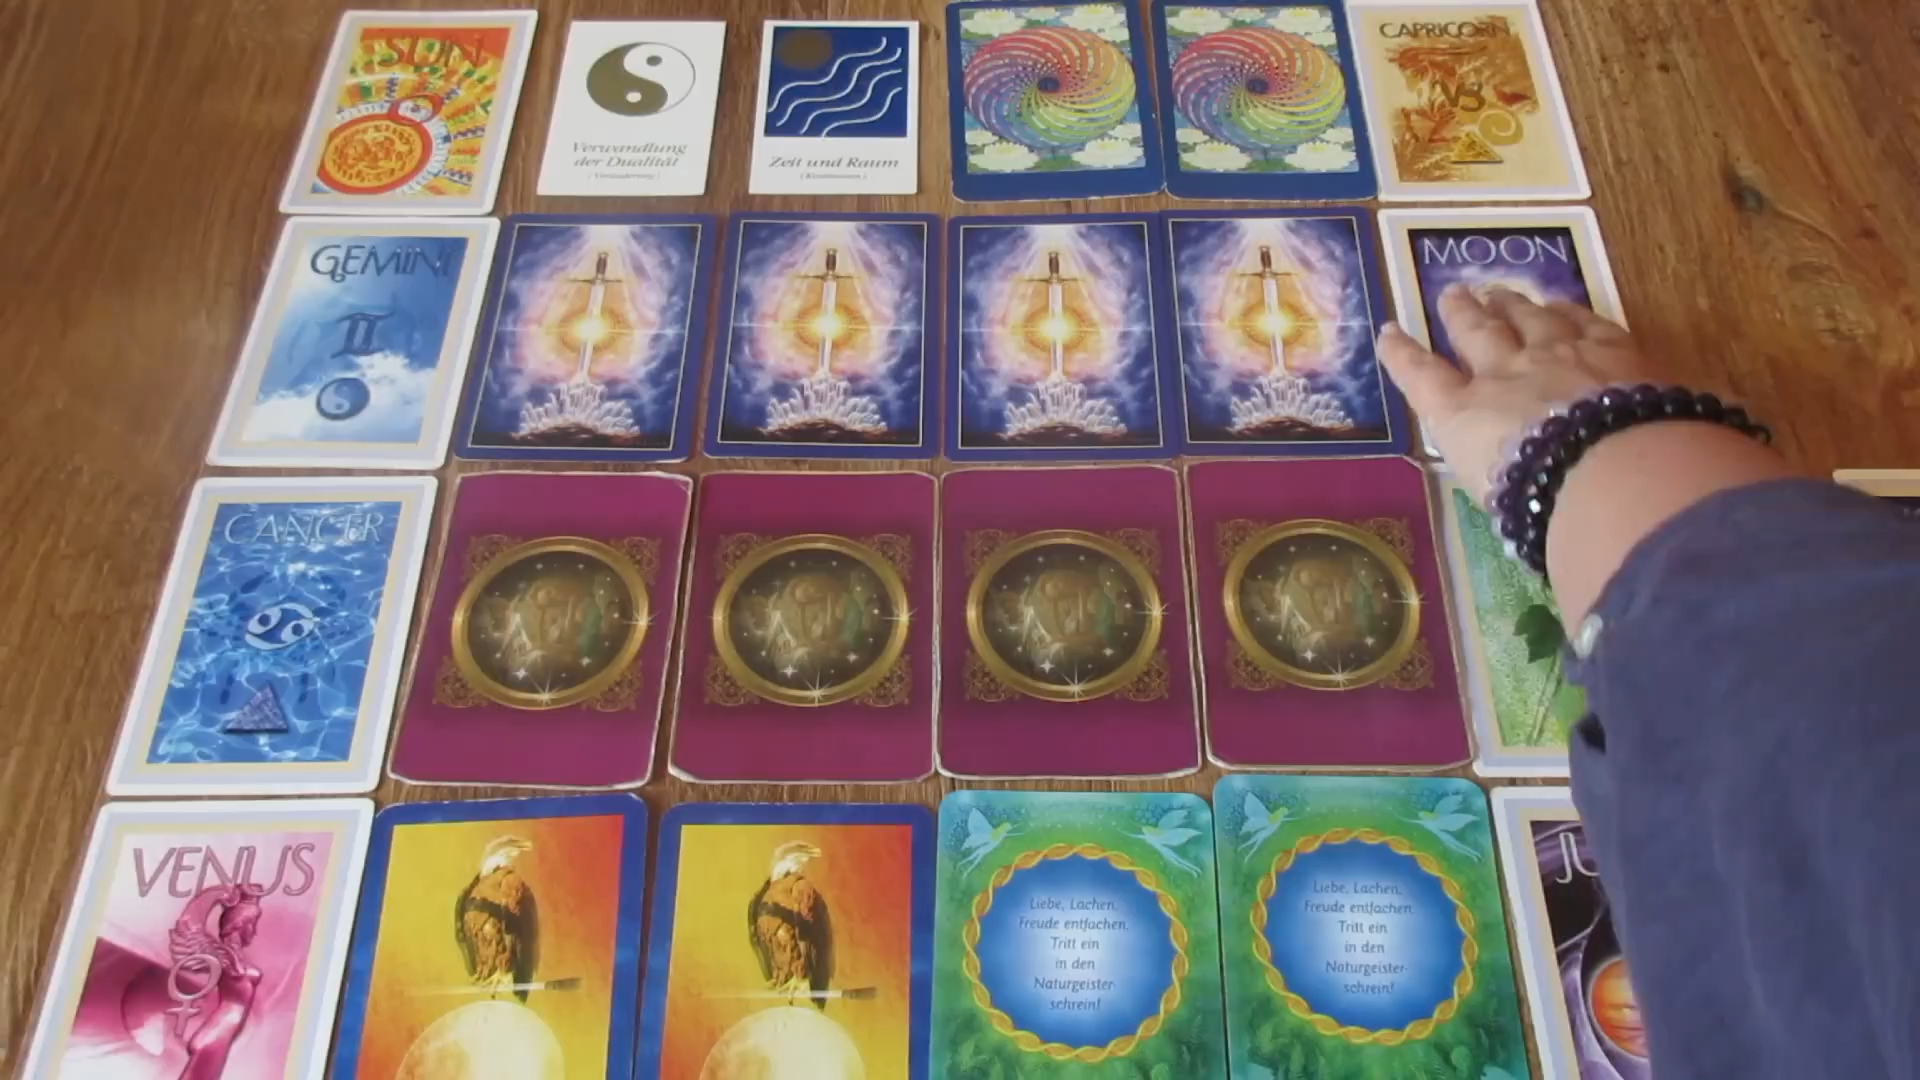 SUN
Verwandlung
der Dualität
Zeit und Raum
CAPRICORN
GEMINI
MOON
CANCER
VENUS
Liebe, Lachen,
Freude entfachen.
Tritt ein
in den
Naturgeister-
schrein!
Liebe, Lachen,
Freude entfachen.
Tritt ein
in den
Naturgeister-
schrein!
JU